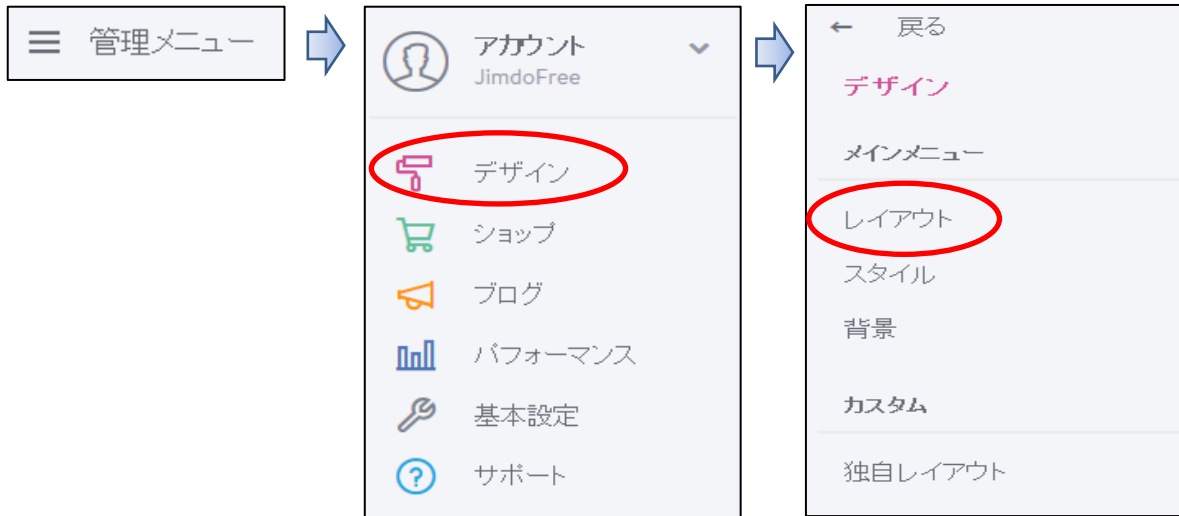 管理メニュー
アカウント
JimdoFree
デザイン
ショップ
ブログ
パフォーマンス
基本設定
サポート
← 戻る
デザイン
メインメニュー
レイアウト
スタイル
背景
カスタム
独自レイアウト